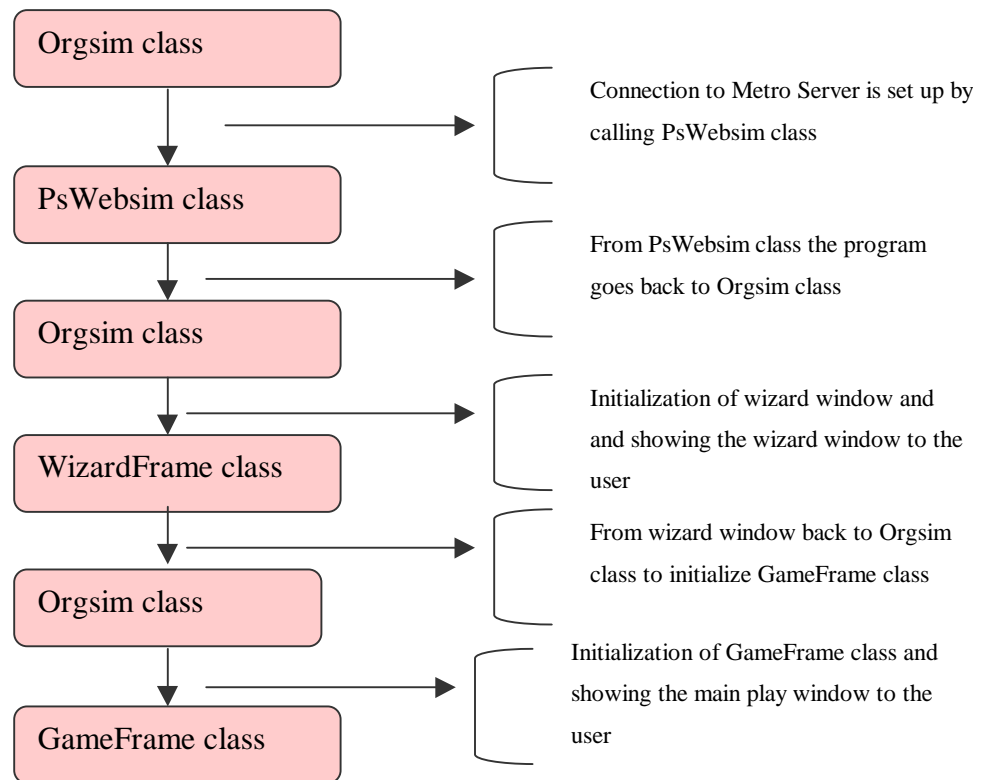 Orgsim class
Connection to Metro Server is set up by
calling PsWebsim class
PsWebsim class
From PsWebsim class the program
goes back to Orgsim class
Orgsim class
Initialization of wizard window and
and showing the wizard window to the
user
WizardFrame class
From wizard window back to Orgsim
class to initialize GameFrame class
Orgsim class
Initialization of GameFrame class and
showing the main play window to the
user
GameFrame class